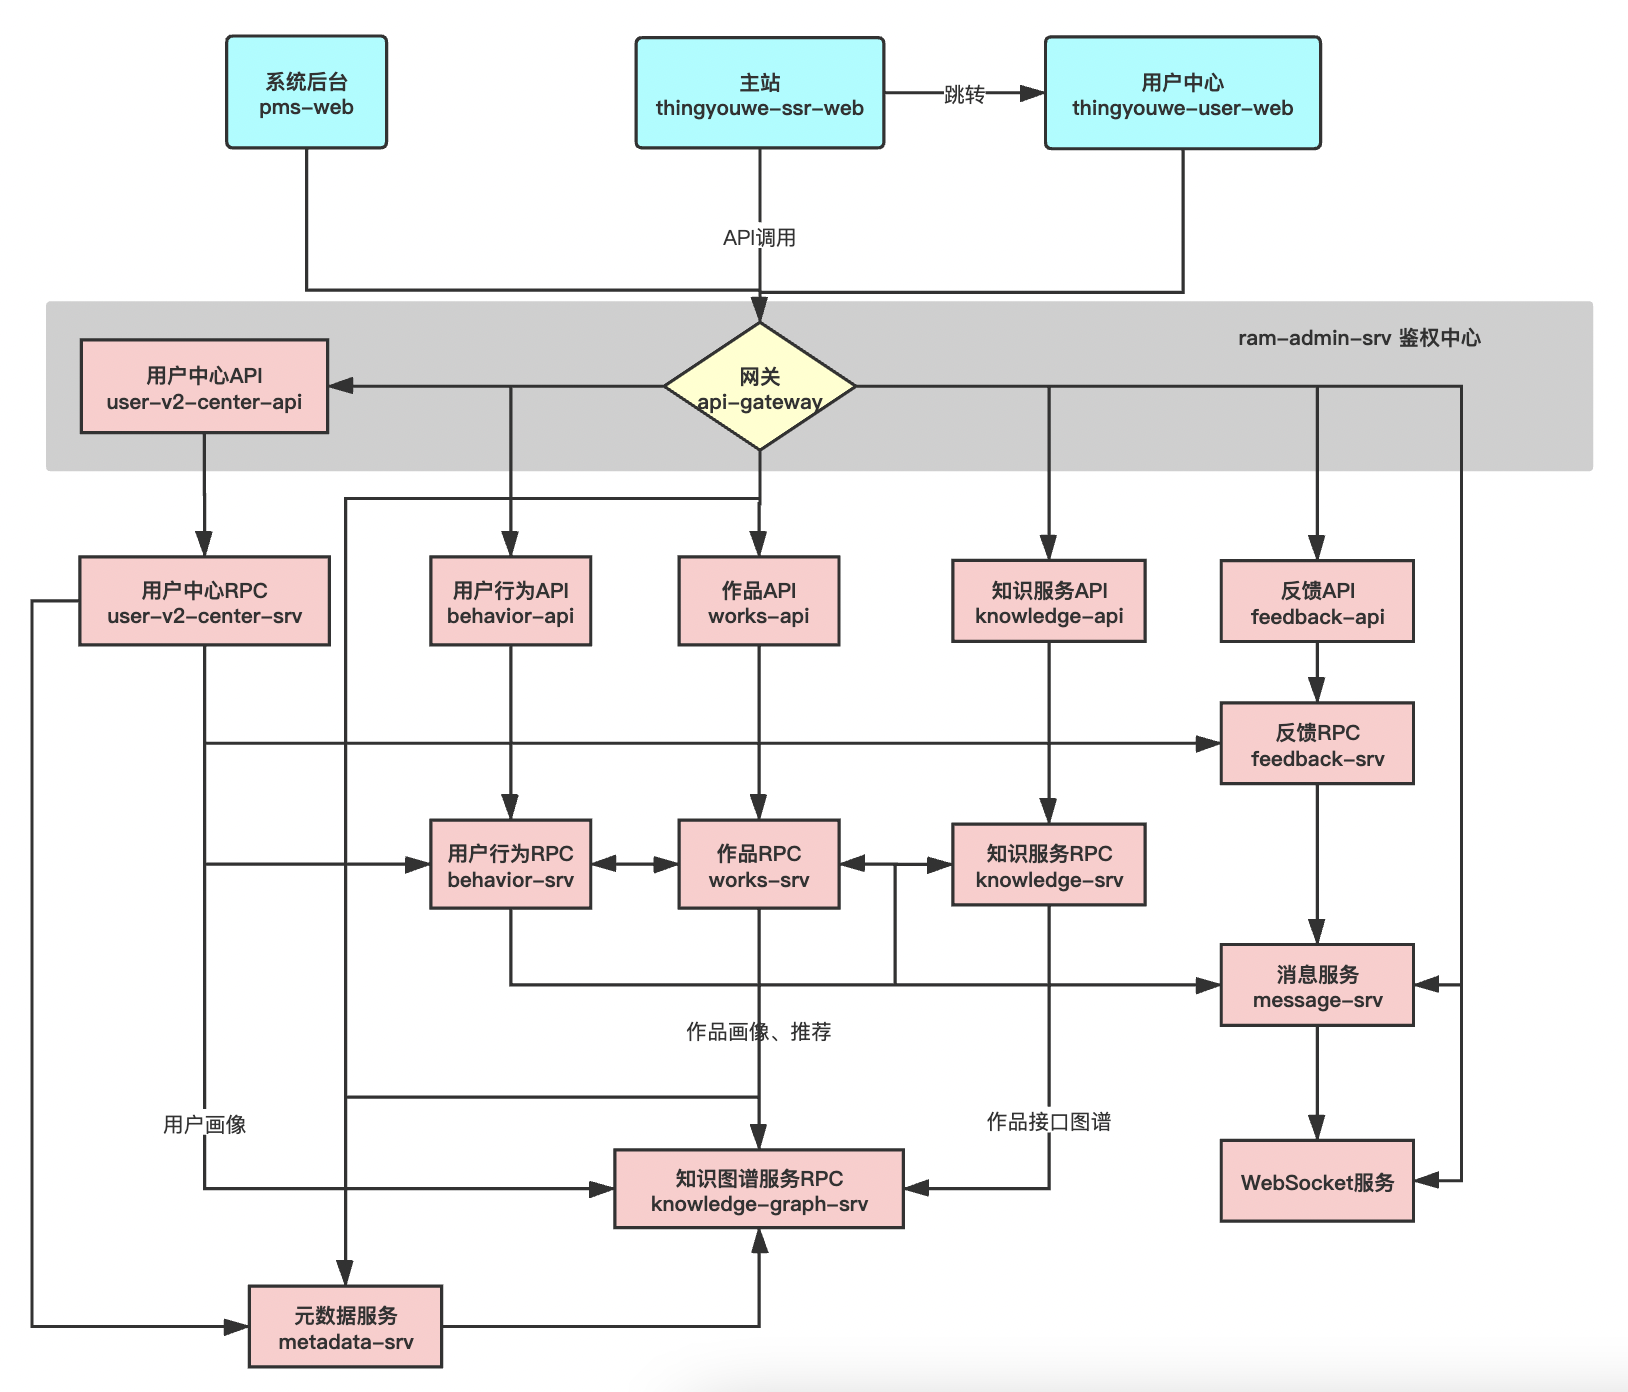 系统后台
pms-web
主站
thingyouwe-ssr-web
跳转
用户中心
thingyouwe-user-web
API调用
ram-admin-srv 鉴权中心
用户中心API
user-v2-center-api
网关
api-gateway
用户中心RPC
user-v2-center-srv
用户行为API
behavior-api
作品API
works-api
知识服务API
knowledge-api
反馈API
feedback-api
反馈RPC
feedback-srv
用户行为RPC
behavior-srv
作品RPC
works-srv
知识服务RPC
knowledge-srv
消息服务
message-srv
作品画像、推荐
用户画像
作品接口图谱
知识图谱服务RPC
knowledge-graph-srv
WebSocket服务
元数据服务
metadata-srv